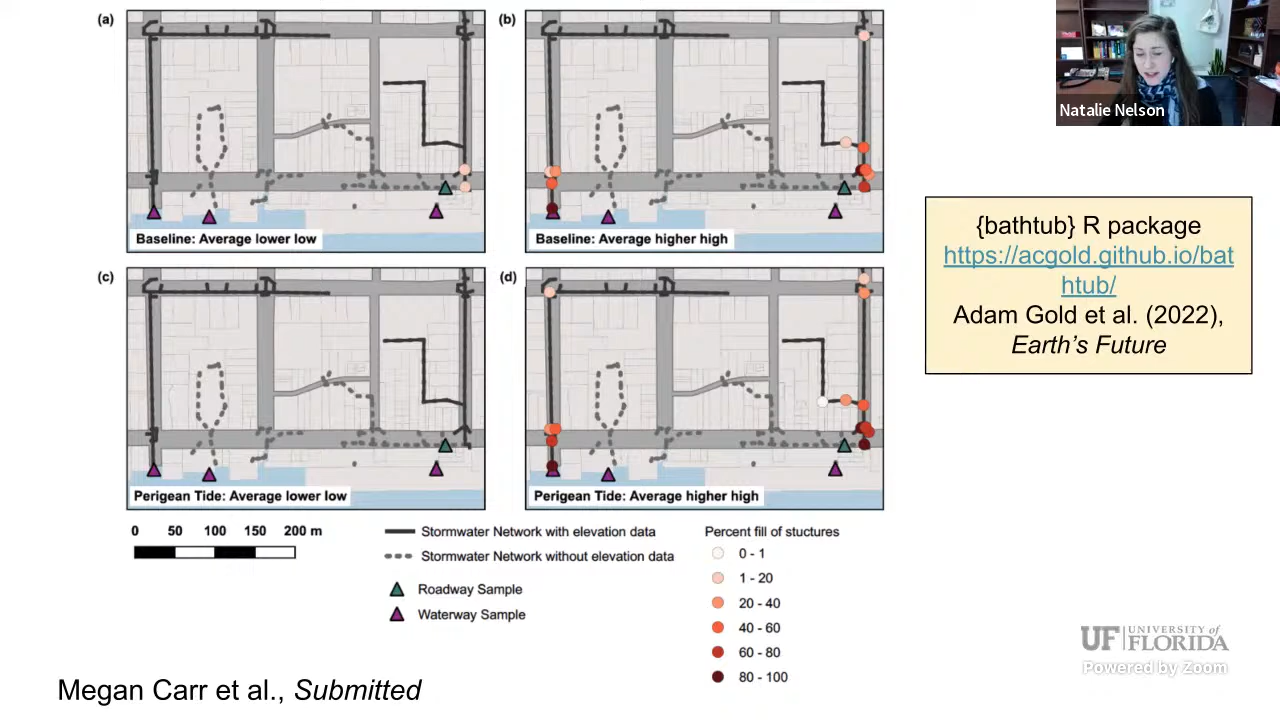 (a)
(b)
Natalie Nelson
Baseline: Average lower low
Baseline: Average higher high
{bathtub} R package
https://acgold.github.io/bat
htub/
Adam Gold et al. (2022),
Earth's Future
(c)
(d)
Perigean Tide: Average lower low
Perigean Tide: Average higher high
0 50 100 150 200 m
Stormwater Network with elevation data
Stormwater Network without elevation data
Roadway Sample
Waterway Sample
Percent fill of stuctures
0 - 1
1 - 20
20 - 40
40 - 60
60 - 80
80 - 100
UF UNIVERSITY of
FLORIDA
Powered by Zoom
Megan Carr et al., Submitted